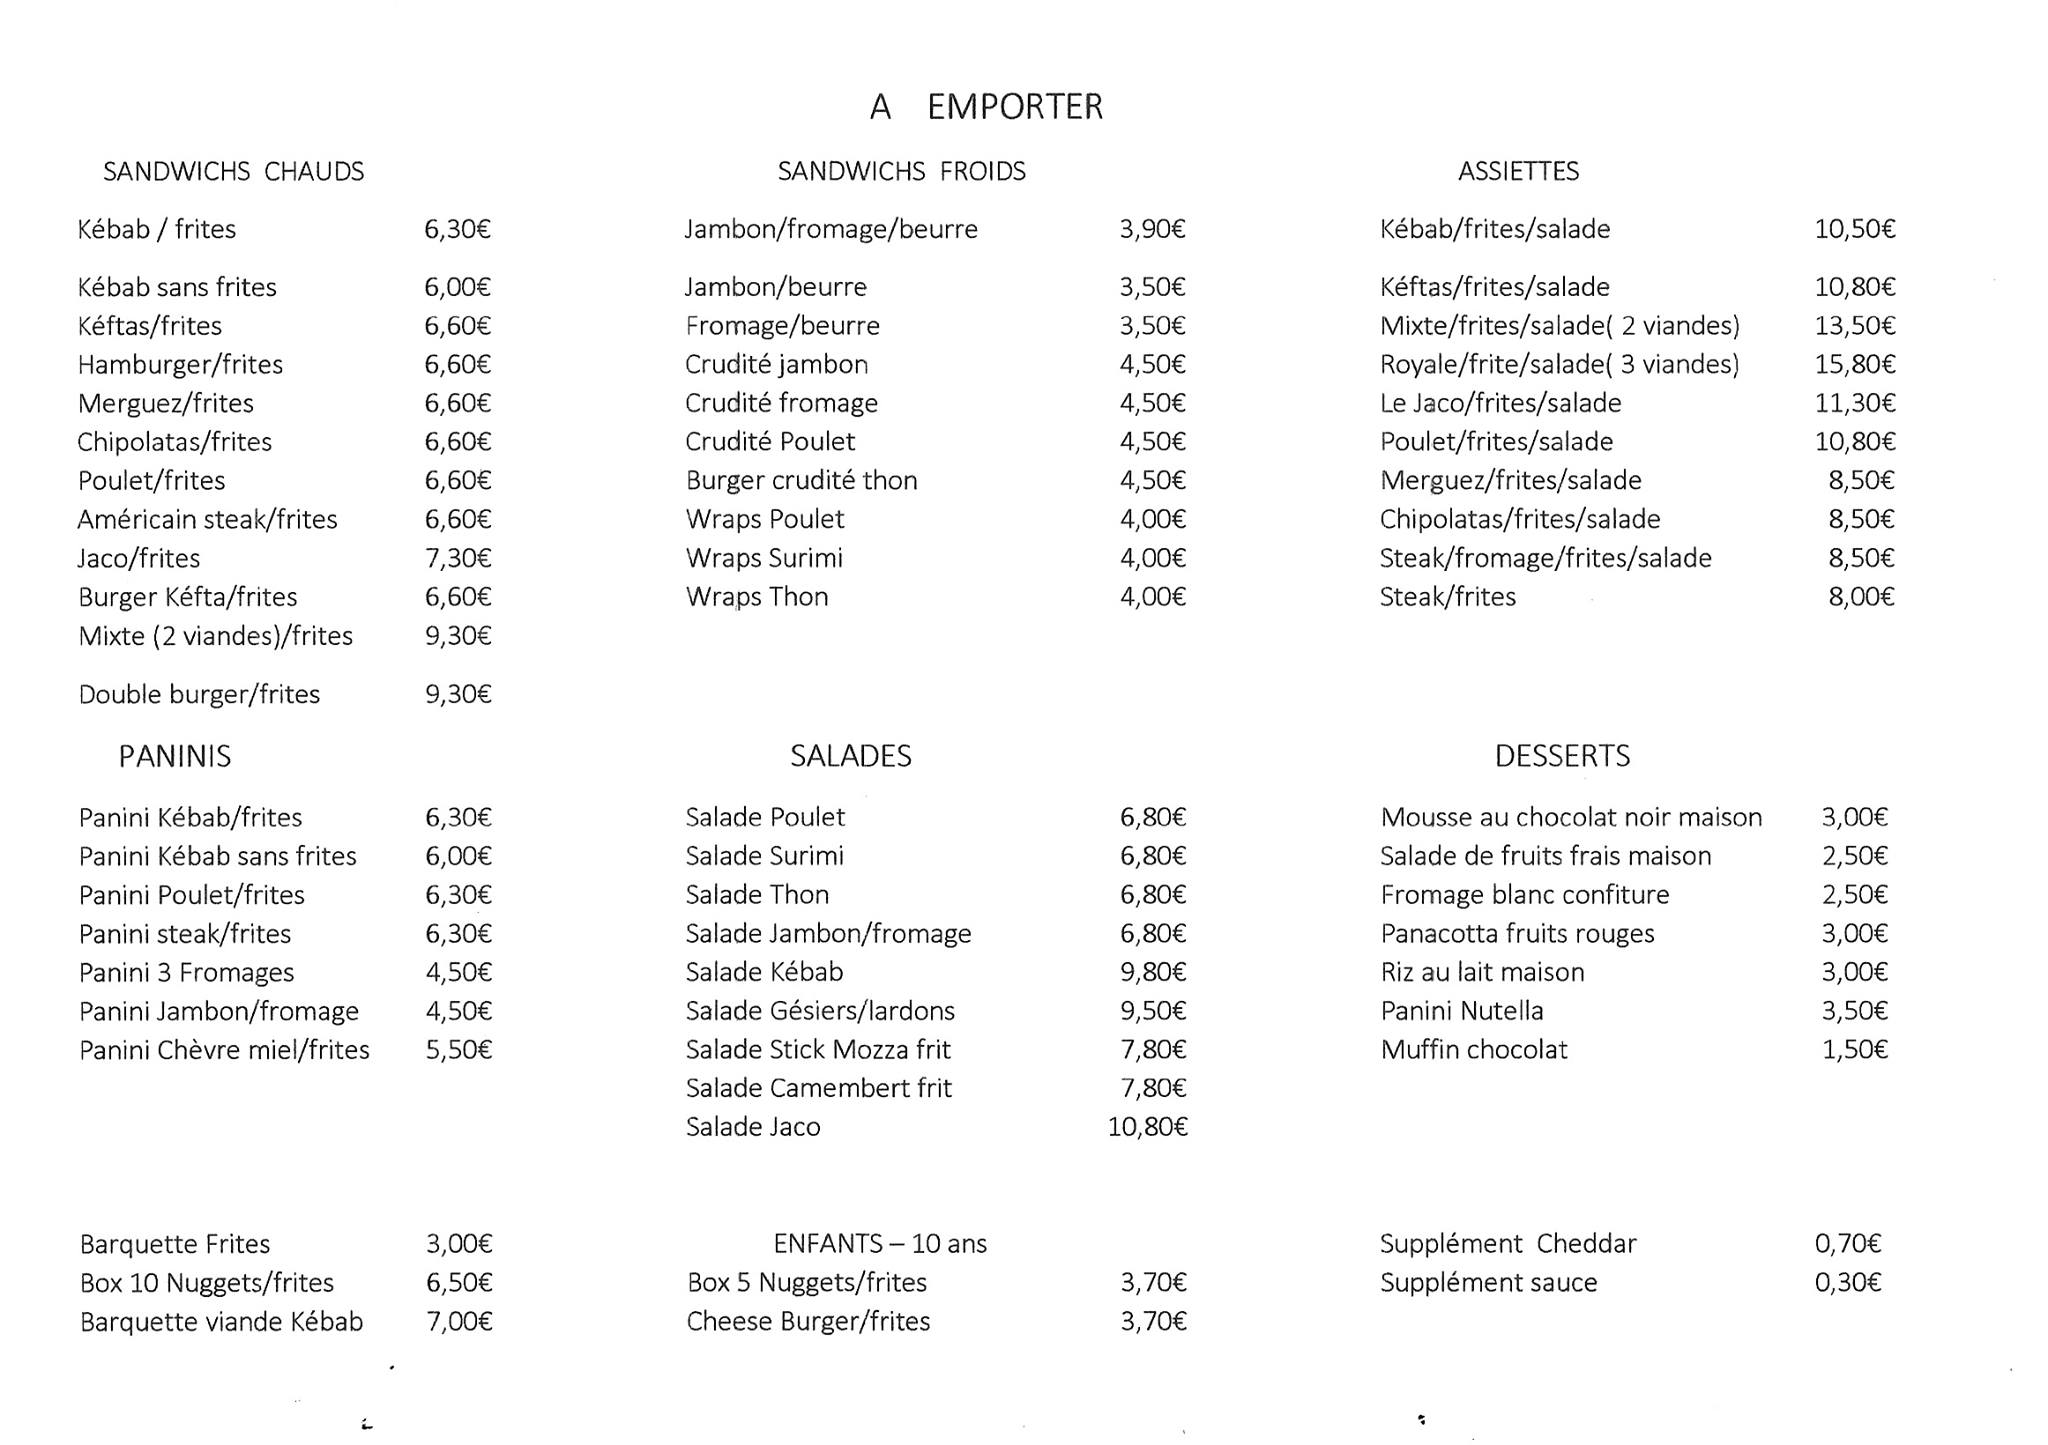 A EMPORTER
SANDWICHS CHAUDS
Kébab / frites 6,30€
Kébab sans frites 6,00€
Kéftas/frites 6,60€
Hamburger/frites 6,60€
Merguez/frites 6,60€
Chipolatas/frites 6,60€
Poulet/frites 6,60€
Américain steak/frites 6,60€
Jaco/frites 7,30€
Burger Kéfta/frites 6,60€
Mixte (2 viandes)/frites 9,30€
Double burger/frites 9,30€
SANDWICHS FROIDS
Jambon/fromage/beurre 3,90€
Jambon/beurre 3,50€
Fromage/beurre 3,50€
Crudité jambon 4,50€
Crudité fromage 4,50€
Crudité Poulet 4,50€
Burger crudité thon 4,50€
Wraps Poulet 4,00€
Wraps Surimi 4,00€
Wraps Thon 4,00€
ASSIETTES
Kébab/frites/salade 10,50€
Kéftas/frites/salade 10,80€
Mixte/frites/salade( 2 viandes) 13,50€
Royale/frite/salade( 3 viandes) 15,80€
Le Jaco/frites/salade 11,30€
Poulet/frites/salade 10,80€
Merguez/frites/salade 8,50€
Chipolatas/frites/salade 8,50€
Steak/fromage/frites/salade 8,50€
Steak/frites 8,00€
PANINIS
Panini Kébab/frites 6,30€
Panini Kébab sans frites 6,00€
Panini Poulet/frites 6,30€
Panini steak/frites 6,30€
Panini 3 Fromages 4,50€
Panini Jambon/fromage 4,50€
Panini Chèvre miel/frites 5,50€
SALADES
Salade Poulet 6,80€
Salade Surimi 6,80€
Salade Thon 6,80€
Salade Jambon/fromage 6,80€
Salade Kébab 9,80€
Salade Gésiers/lardons 9,50€
Salade Stick Mozza frit 7,80€
Salade Camembert frit 7,80€
Salade Jaco 10,80€
DESSERTS
Mousse au chocolat noir maison 3,00€
Salade de fruits frais maison 2,50€
Fromage blanc confiture 2,50€
Panacotta fruits rouges 3,00€
Riz au lait maison 3,00€
Panini Nutella 3,50€
Muffin chocolat 1,50€
Barquette Frites 3,00€
Box 10 Nuggets/frites 6,50€
Barquette viande Kébab 7,00€
ENFANTS – 10 ans
Box 5 Nuggets/frites 3,70€
Cheese Burger/frites 3,70€
Supplément Cheddar 0,70€
Supplément sauce 0,30€